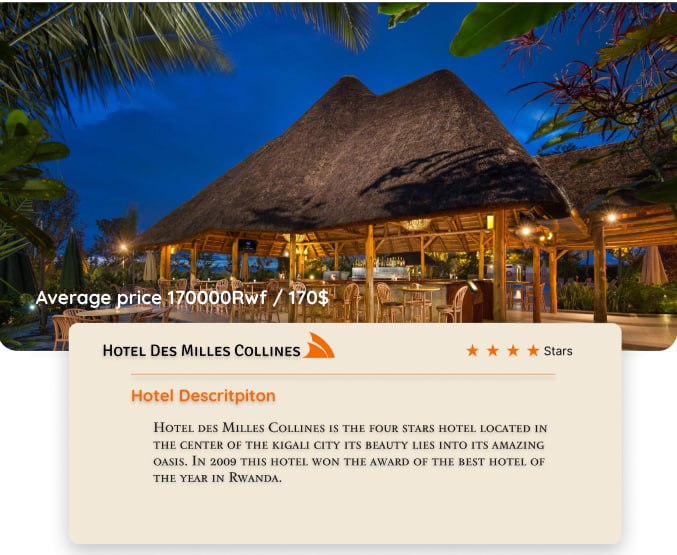 Average price 170000Rwf / 170$
Hotel Des Milles Collines
Stars
Hotel Descritpiton
Hotel des Milles Collines is the four stars hotel located in
the center of the kigali city its beauty lies into its amazing
oasis. In 2009 this hotel won the award of the best hotel of
the year in Rwanda.